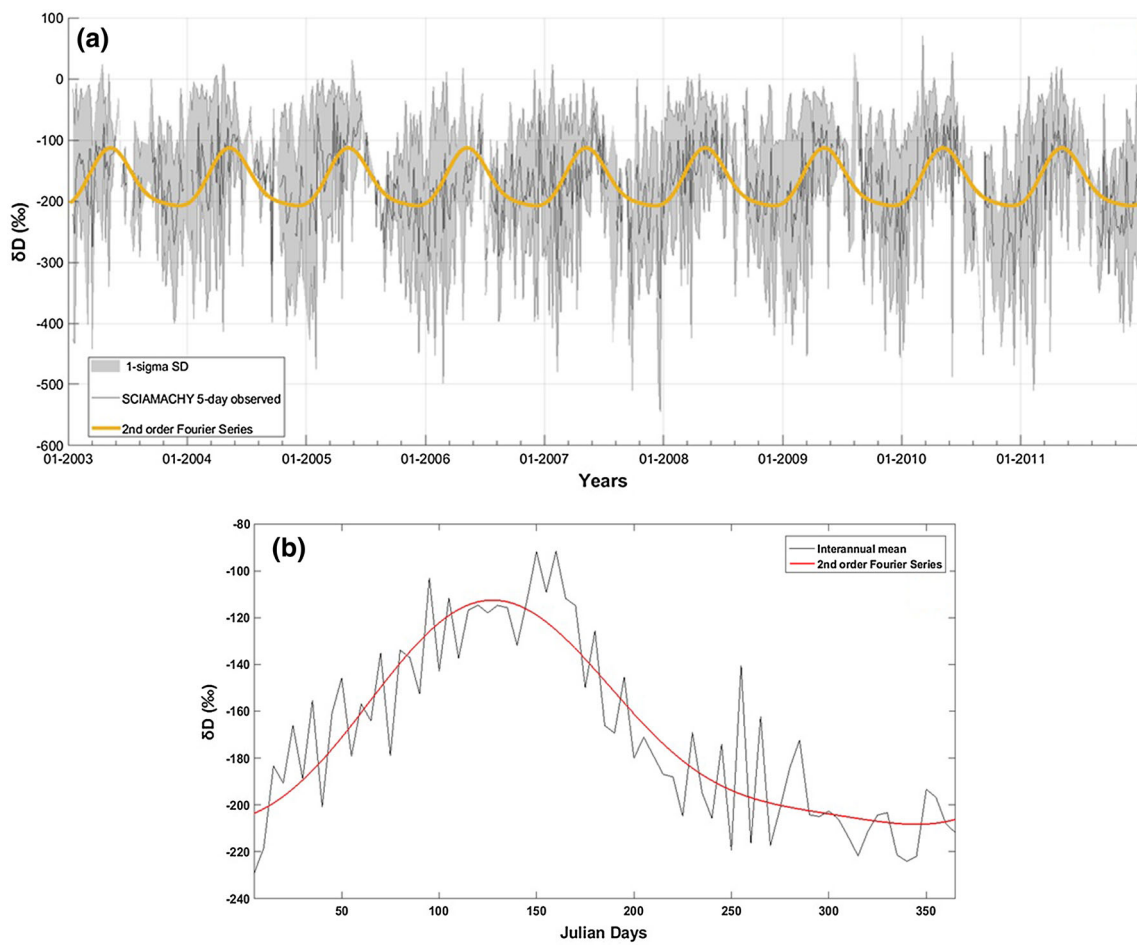 (a)
100
0
-100
-200
-300
-400
-500
-600
δD (‰)
1-sigma SD
SCIAMACHY 5-day observed
2nd order Fourier Series
01-2003 01-2004 01-2005 01-2006 01-2007 01-2008 01-2009 01-2010 01-2011
Years
(b)
-80
-100
-120
-140
-160
-180
-200
-220
-240
δD (‰)
Interannual mean
2nd order Fourier Series
50 100 150 200 250 300 350
Julian Days